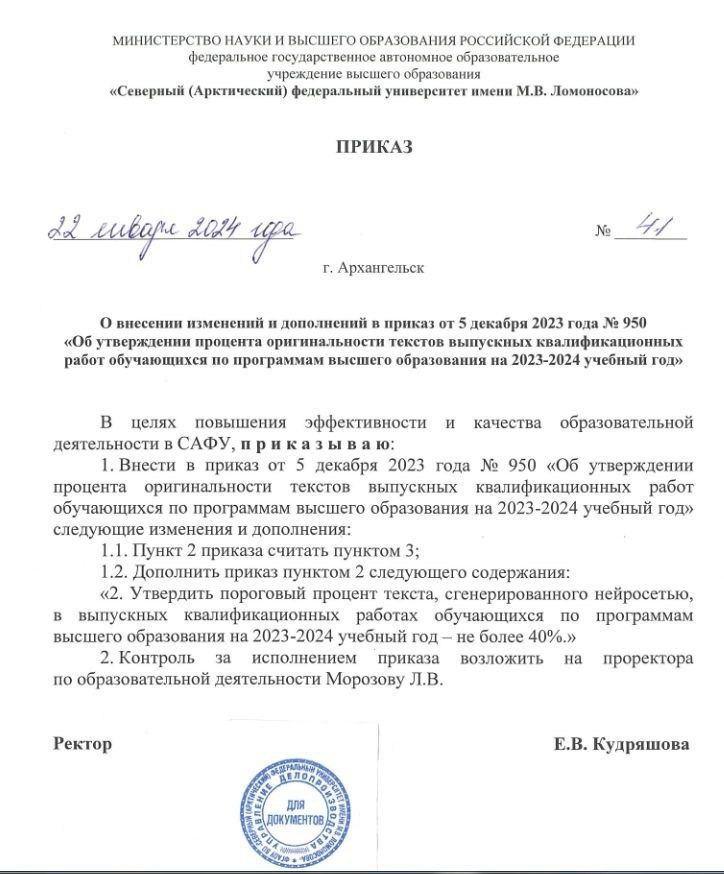 МИНИСТЕРСТВО НАУКИ И ВЫСШЕГО ОБРАЗОВАНИЯ РОССИЙСКОЙ ФЕДЕРАЦИИ
федеральное государственное автономное образовательное
учреждение высшего образования
«Северный (Арктический) федеральный университет имени М.В. Ломоносова»
ПРИКАЗ
22 января 2024 года
№ 41
г. Архангельск
О внесении изменений и дополнений в приказ от 5 декабря 2023 года № 950
«Об утверждении процента оригинальности текстов выпускных квалификационных
работ обучающихся по программам высшего образования на 2023-2024 учебный год»
В целях повышения эффективности и качества образовательной
деятельности в САФУ, п р и к а з ы в а ю:
1. Внести в приказ от 5 декабря 2023 года № 950 «Об утверждении
процента оригинальности текстов выпускных квалификационных работ
обучающихся по программам высшего образования на 2023-2024 учебный год»
следующие изменения и дополнения:
1.1. Пункт 2 приказа считать пунктом 3;
1.2. Дополнить приказ пунктом 2 следующего содержания:
«2. Утвердить пороговый процент текста, сгенерированного нейросетью,
в выпускных квалификационных работах обучающихся по программам
высшего образования на 2023-2024 учебный год – не более 40%.»
2. Контроль за исполнением приказа возложить на проректора
по образовательной деятельности Морозову Л.В.
Ректор
Е.В. Кудряшова
УПРАВЛЕНИЕ ДЕЛОПРОИЗВОДСТВА
ДЛЯ
ДОКУМЕНТОВ